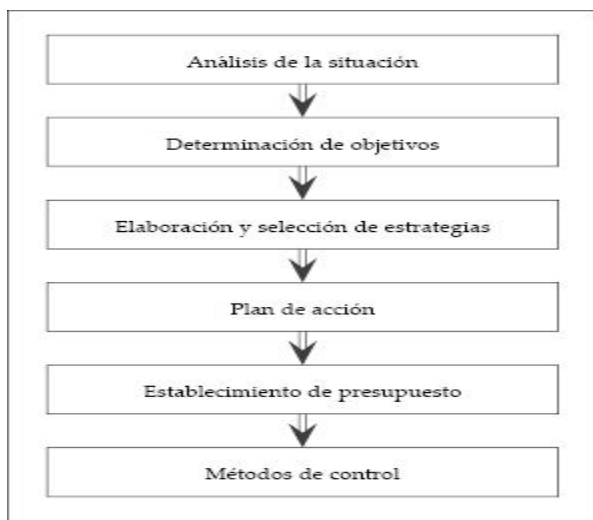 Análisis de la situación
Determinación de objetivos
Elaboración y selección de estrategias
Plan de acción
Establecimiento de presupuesto
Métodos de control